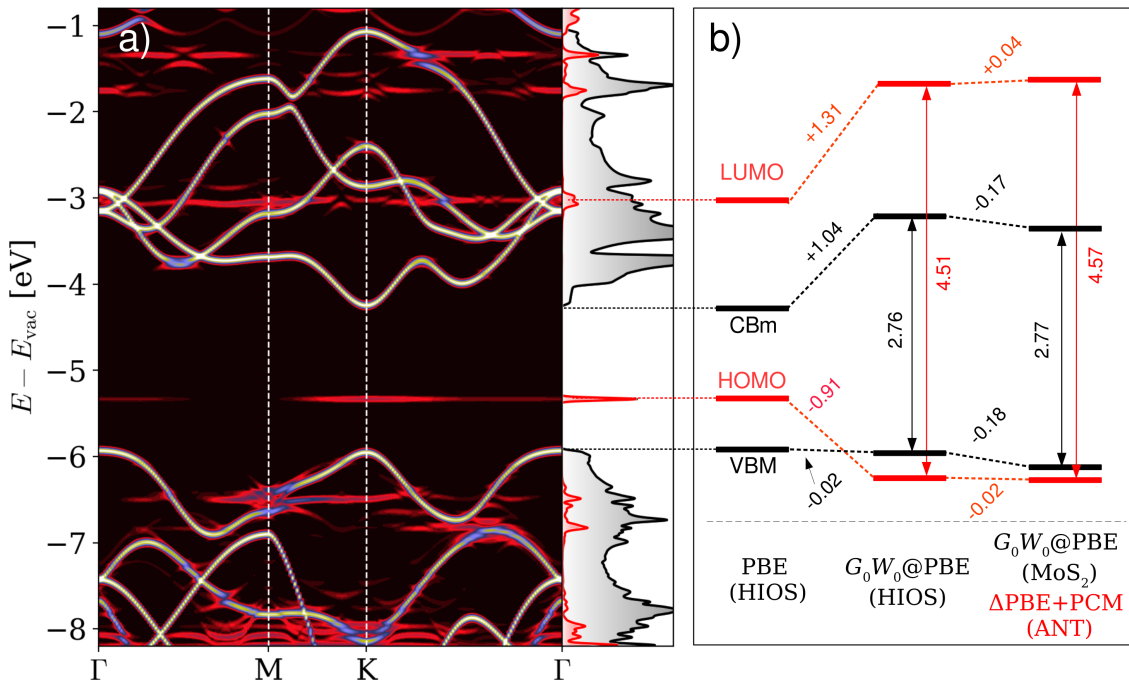 a)
−1
−2
−3
−4
−5
−6
−7
−8
E − Evac [eV]
Γ
M
K
Γ
b)
+0.04
+1.31
LUMO
-0.17
+1.04
4.51
4.57
CBm
2.76
2.77
HOMO
-0.91
-0.18
VBM
-0.02
-0.02
PBE
(HIOS)
G₀W₀@PBE
(HIOS)
G₀W₀@PBE
(MoS₂)
ΔPBE+PCM
(ANT)